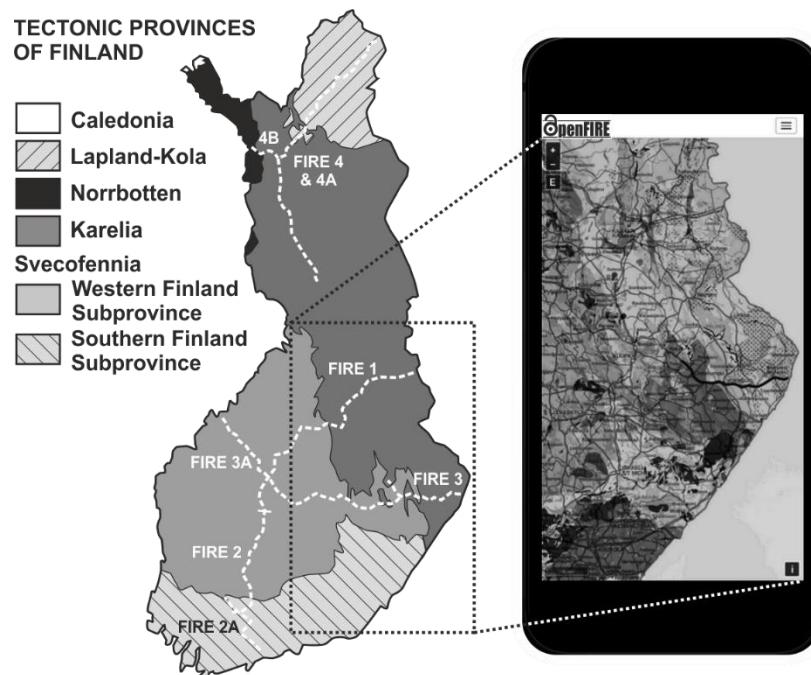 TECTONIC PROVINCES
OF FINLAND
Caledonia
Lapland-Kola
Norrbotten
Karelia
Svecofennia
Western Finland
Subprovince
Southern Finland
Subprovince
4B
FIRE 4
& 4A
FIRE 1
FIRE 3A
FIRE 3
FIRE 2
FIRE 2A
OpenFIRE
+
−
E
i